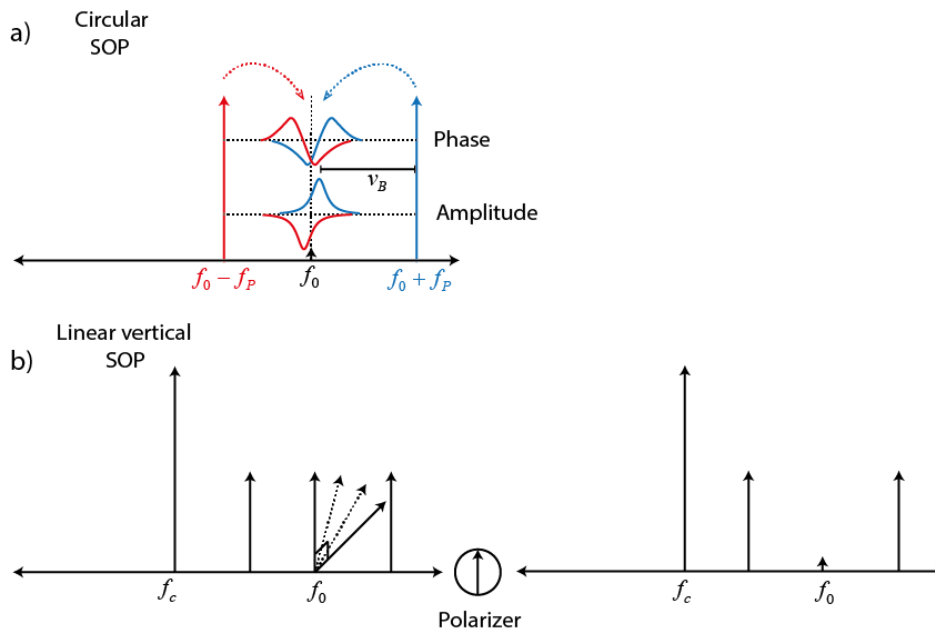 a)
Circular
SOP
Phase
v_B
Amplitude
f_0 − f_P
f_0
f_0 + f_P
b)
Linear vertical
SOP
f_c
f_0
Polarizer
f_c
f_0